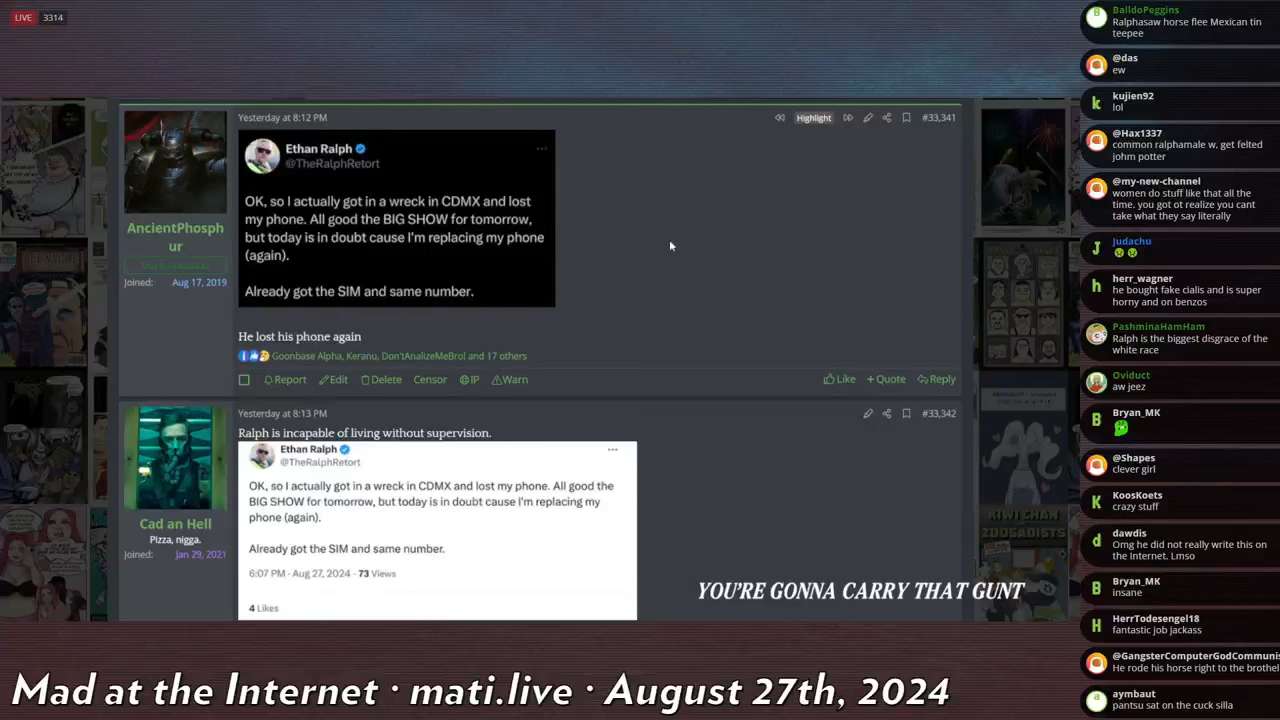 LIVE 3314
Yesterday at 8:12 PM
Highlight
#33,341
AncientPhosph
ur
Joined: Aug 17, 2019
Ethan Ralph
@TheRalphRetort
OK, so I actually got in a wreck in CDMX and lost
my phone. All good the BIG SHOW for tomorrow,
but today is in doubt cause I'm replacing my phone
(again).
Already got the SIM and same number.
He lost his phone again
Goonbase Alpha, Keranu, Don'tAnalizeMeBro! and 17 others
Report Edit Delete Censor IP Warn
Like +Quote Reply
Yesterday at 8:13 PM
#33,342
Cad an Hell
Pizza, nigga.
Joined: Jan 29, 2021
Ralph is incapable of living without supervision.
Ethan Ralph
@TheRalphRetort
OK, so I actually got in a wreck in CDMX and lost my phone. All good the
BIG SHOW for tomorrow, but today is in doubt cause I'm replacing my
phone (again).
Already got the SIM and same number.
6:07 PM · Aug 27, 2024 · 73 Views
4 Likes
KIWI CHAN
ZOOSADISTS
YOU'RE GONNA CARRY THAT GUNT
Mad at the Internet · mati.live · August 27th, 2024
BalldoPeggins
Ralphasaw horse flee Mexican tin
teepee
@das
ew
kujien92
lol
@Hax1337
common ralphamale w, get felted
johm potter
@my-new-channel
women do stuff like that all the
time. you got ot realize you cant
take what they say literally
Judachu
herr_wagner
he bought fake cialis and is super
horny and on benzos
PashminaHamHam
Ralph is the biggest disgrace of the
white race
Oviduct
aw jeez
Bryan_MK
@Shapes
clever girl
KoosKoets
crazy stuff
dawdis
Omg he did not really write this on
the Internet. Lmso
Bryan_MK
insane
HerrTodesengel18
fantastic job jackass
@GangsterComputerGodCommunis
He rode his horse right to the brothel
aymbaut
pantsu sat on the cuck silla